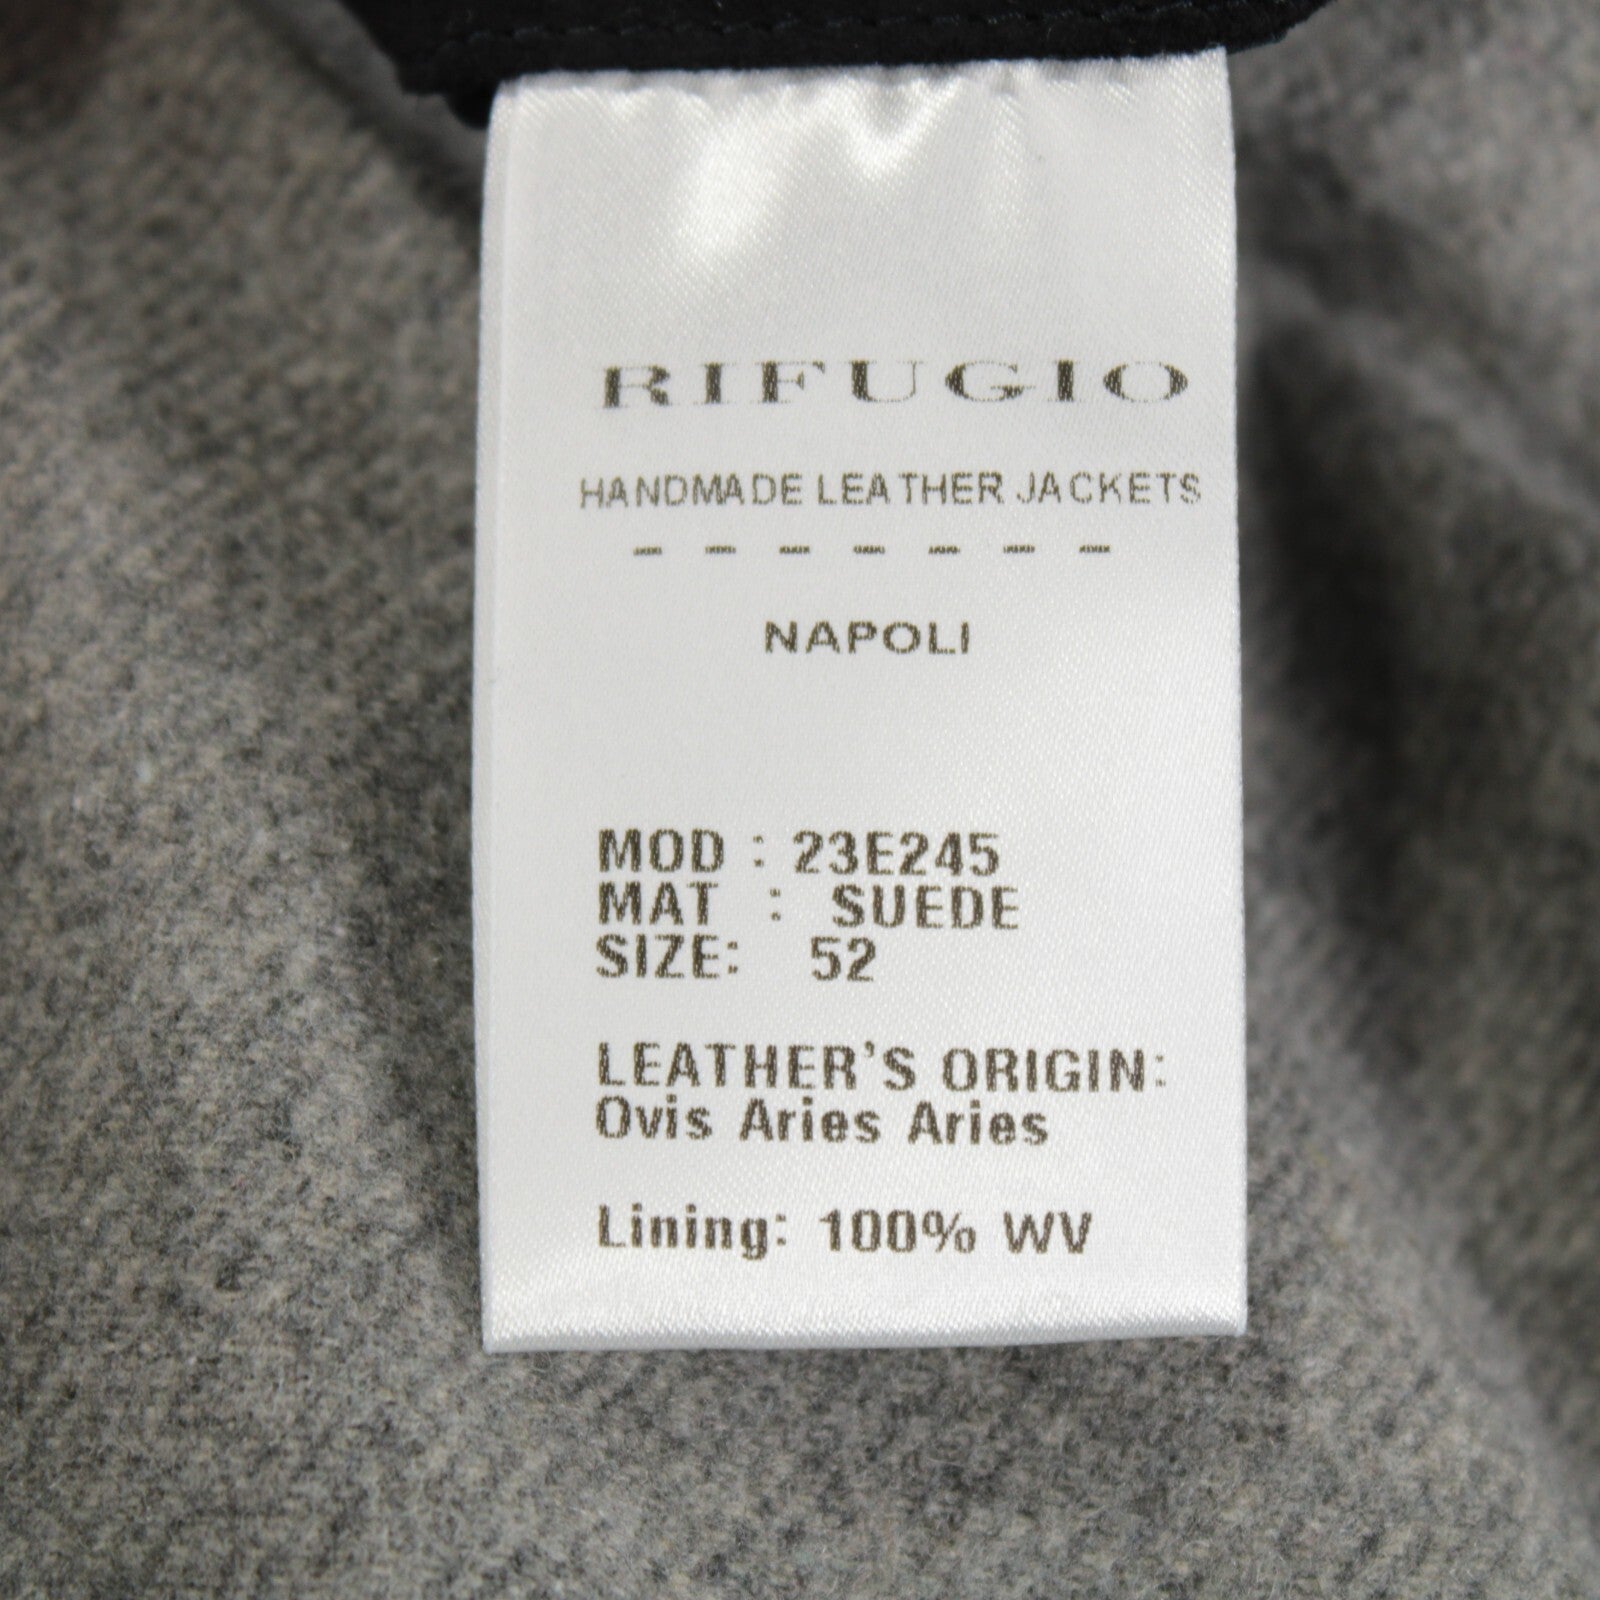 RIFUGIO
HANDMADE LEATHER JACKETS
- - - - - - -
NAPOLI
MOD : 23E245
MAT : SUEDE
SIZE: 52
LEATHER'S ORIGIN:
Ovis Aries Aries
Lining: 100% WV